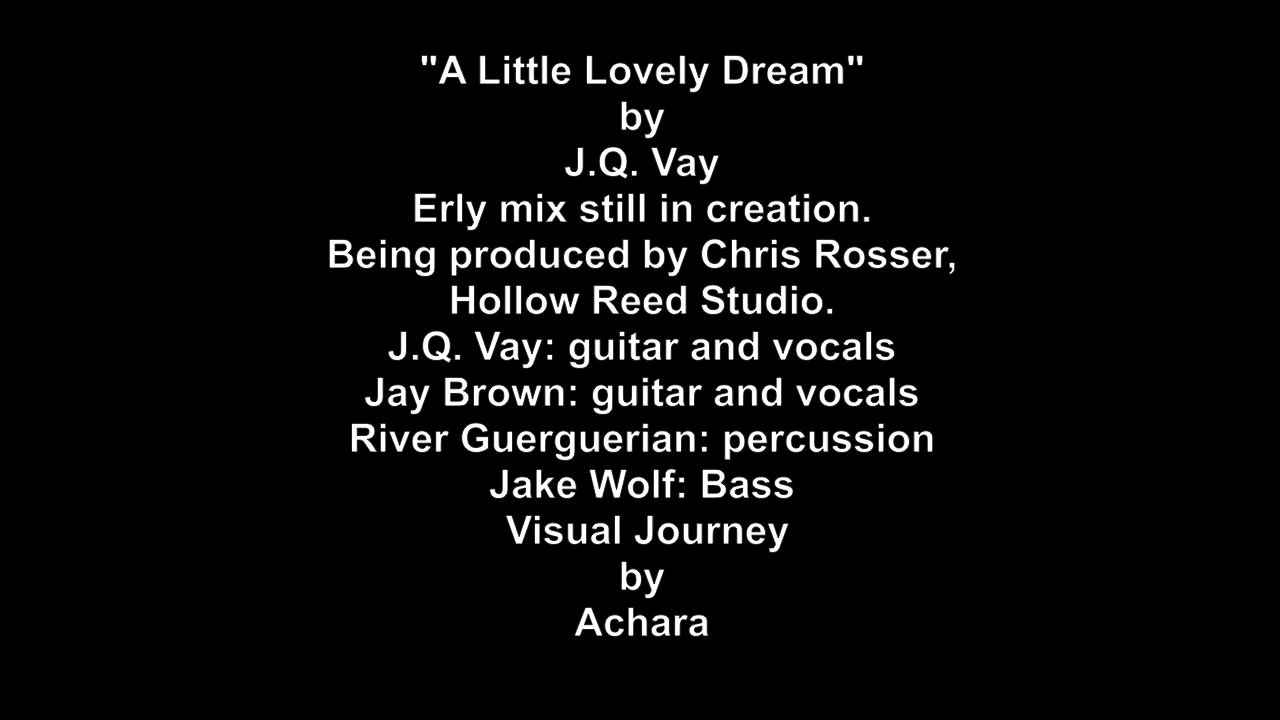 "A Little Lovely Dream"
by
J.Q. Vay
Erly mix still in creation.
Being produced by Chris Rosser,
Hollow Reed Studio.
J.Q. Vay: guitar and vocals
Jay Brown: guitar and vocals
River Guerguerian: percussion
Jake Wolf: Bass
Visual Journey
by
Achara